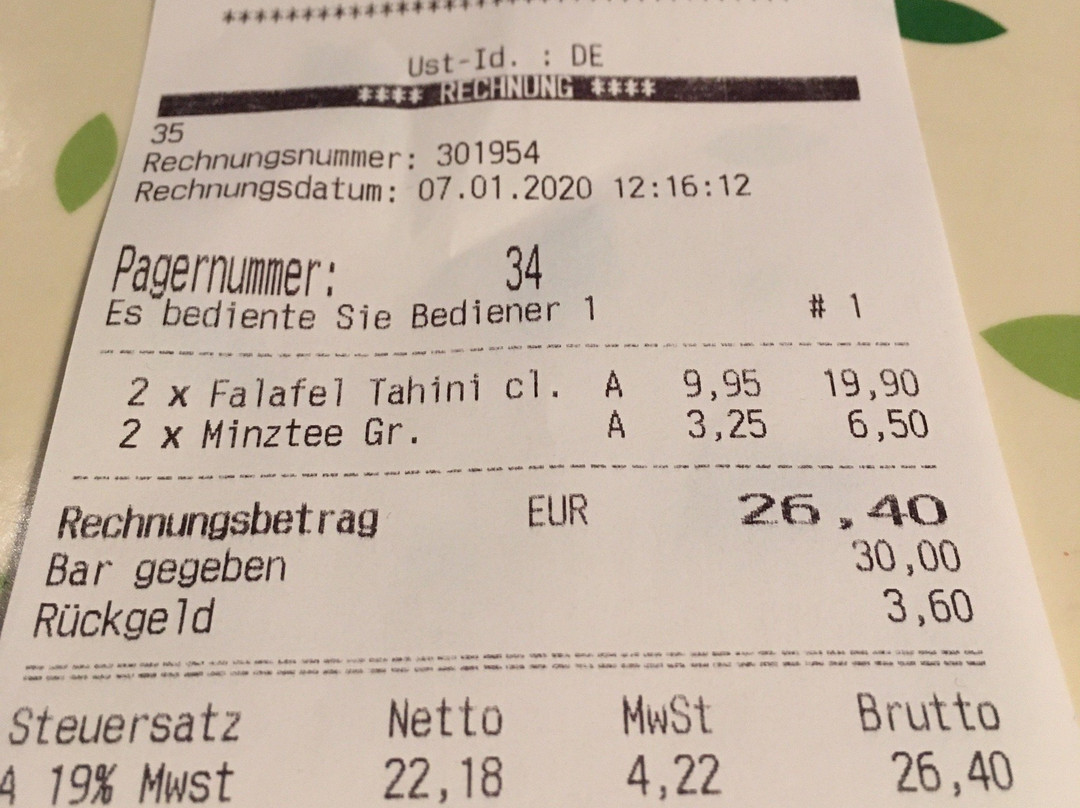 ********************************************
Ust-Id. : DE
**** RECHNUNG ****
35
Rechnungsnummer: 301954
Rechnungsdatum: 07.01.2020 12:16:12
Pagernummer: 34
Es bediente Sie Bediener 1 # 1
2 x Falafel Tahini cl. A 9,95 19,90
2 x Minztee Gr. A 3,25 6,50
Rechnungsbetrag EUR 26,40
Bar gegeben 30,00
Rückgeld 3,60
Steuersatz Netto MwSt Brutto
A 19% Mwst 22,18 4,22 26,40